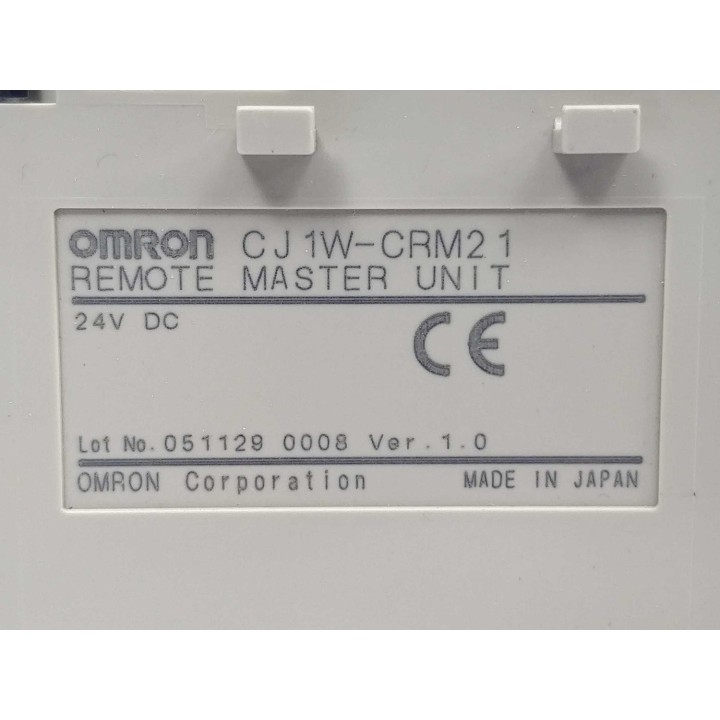 OMRON CJ1W-CRM21
REMOTE MASTER UNIT
24V DC
CE
Lot No. 051129 0008 Ver.1.0
OMRON Corporation MADE IN JAPAN